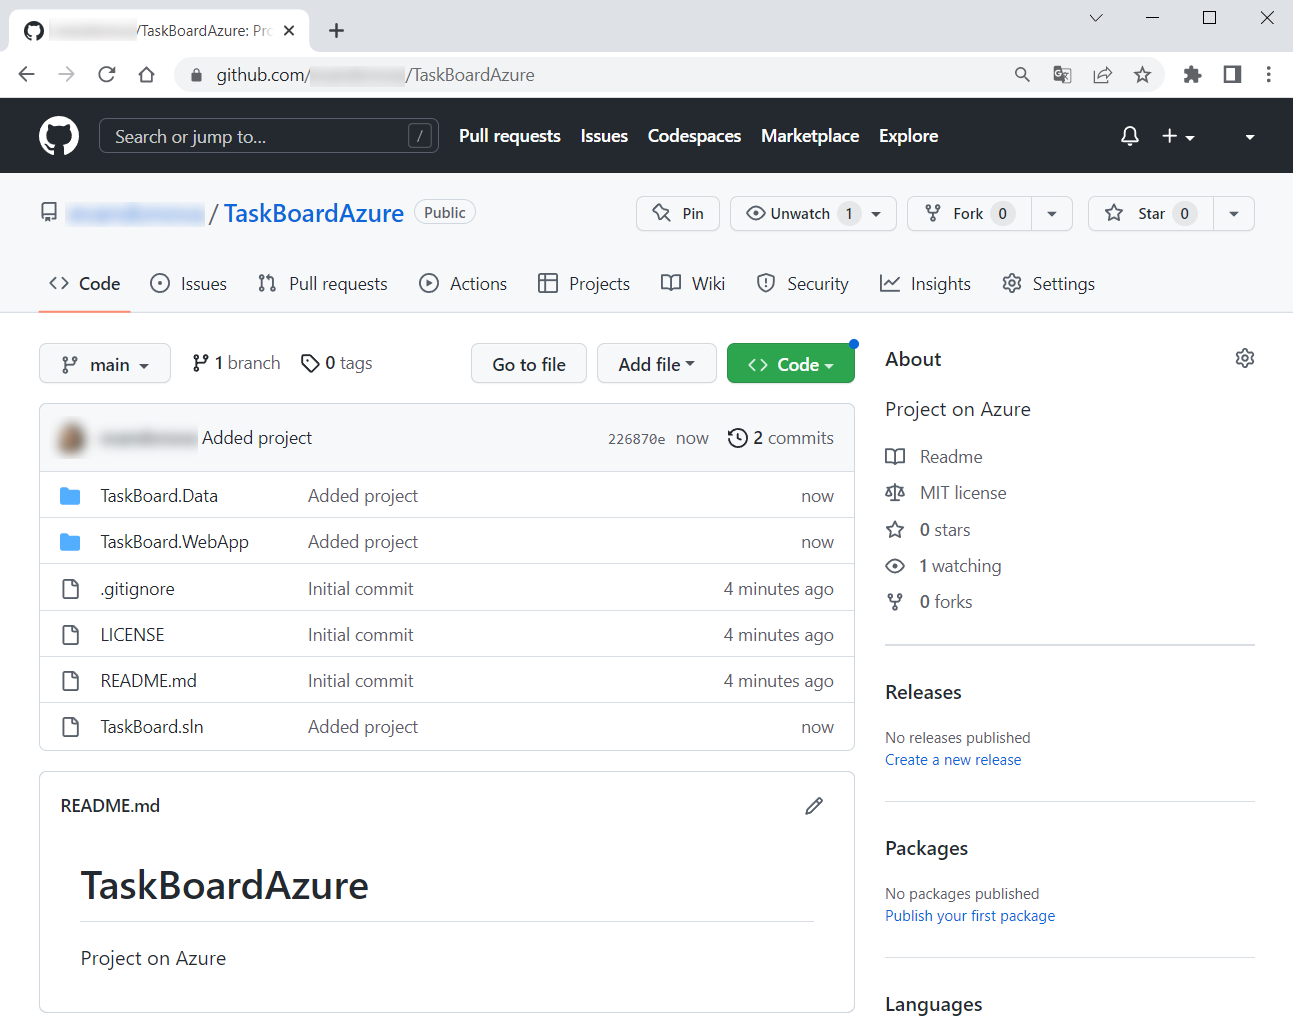 /TaskBoardAzure: Pro
github.com/ /TaskBoardAzure
Search or jump to... / Pull requests Issues Codespaces Marketplace Explore
/ TaskBoardAzure Public Pin Unwatch 1 Fork 0 Star 0
Code Issues Pull requests Actions Projects Wiki Security Insights Settings
main 1 branch 0 tags Go to file Add file Code
Added project 226870e now 2 commits
TaskBoard.Data Added project now
TaskBoard.WebApp Added project now
.gitignore Initial commit 4 minutes ago
LICENSE Initial commit 4 minutes ago
README.md Initial commit 4 minutes ago
TaskBoard.sln Added project now
README.md
TaskBoardAzure
Project on Azure
About
Project on Azure
Readme
MIT license
0 stars
1 watching
0 forks
Releases
No releases published
Create a new release
Packages
No packages published
Publish your first package
Languages